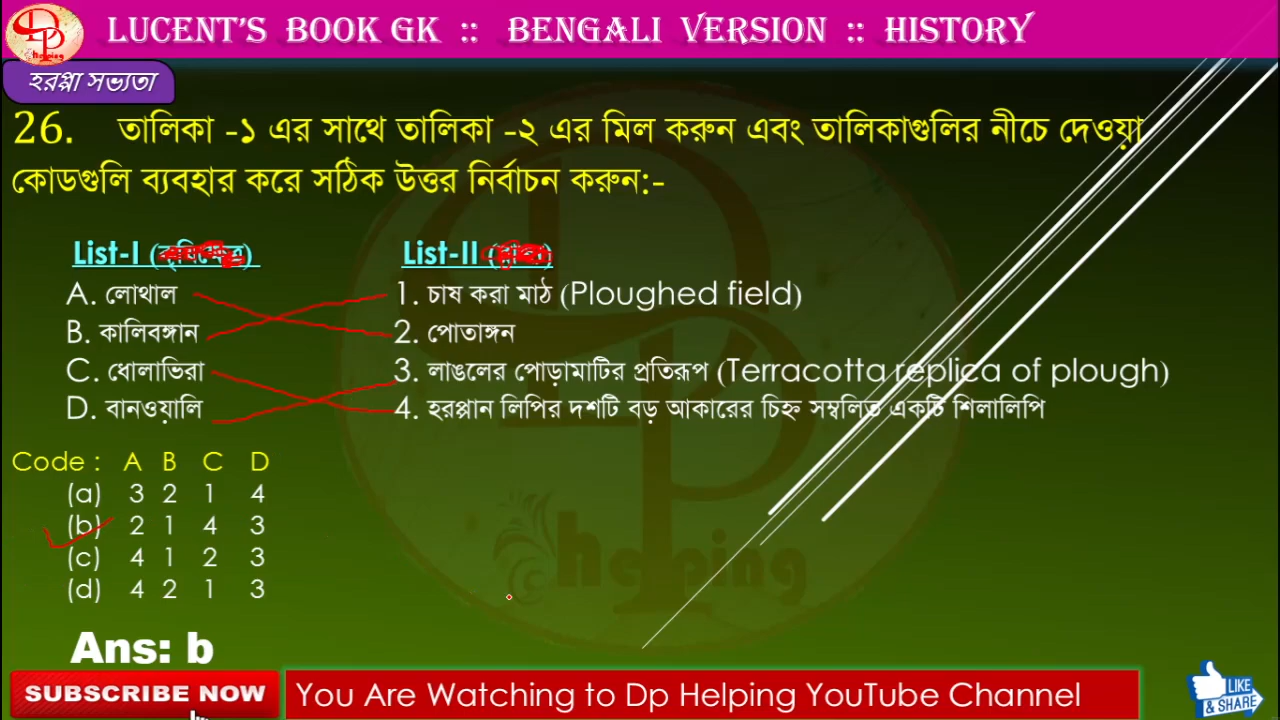 LUCENT'S BOOK GK :: BENGALI VERSION :: HISTORY
DP
helping
হরপ্পা সভ্যতা
26. তালিকা -১ এর সাথে তালিকা -২ এর মিল করুন এবং তালিকাগুলির নীচে দেওয়া
কোডগুলি ব্যবহার করে সঠিক উত্তর নির্বাচন করুন:-
List-I
List-II
A. লোথাল
1. চাষ করা মাঠ (Ploughed field)
B. কালিবঙ্গান
2. পোতাঙ্গন
C. ধোলাভিরা
3. লাঙলের পোড়ামাটির প্রতিরূপ (Terracotta replica of plough)
D. বানওয়ালি
4. হরপ্পান লিপির দশটি বড় আকারের চিহ্ন সম্বলিত একটি শিলালিপি
Code : A B C D
(a) 3 2 1 4
(b) 2 1 4 3
(c) 4 1 2 3
(d) 4 2 1 3
helping
Ans: b
SUBSCRIBE NOW
You Are Watching to Dp Helping YouTube Channel
LIKE
& SHARE